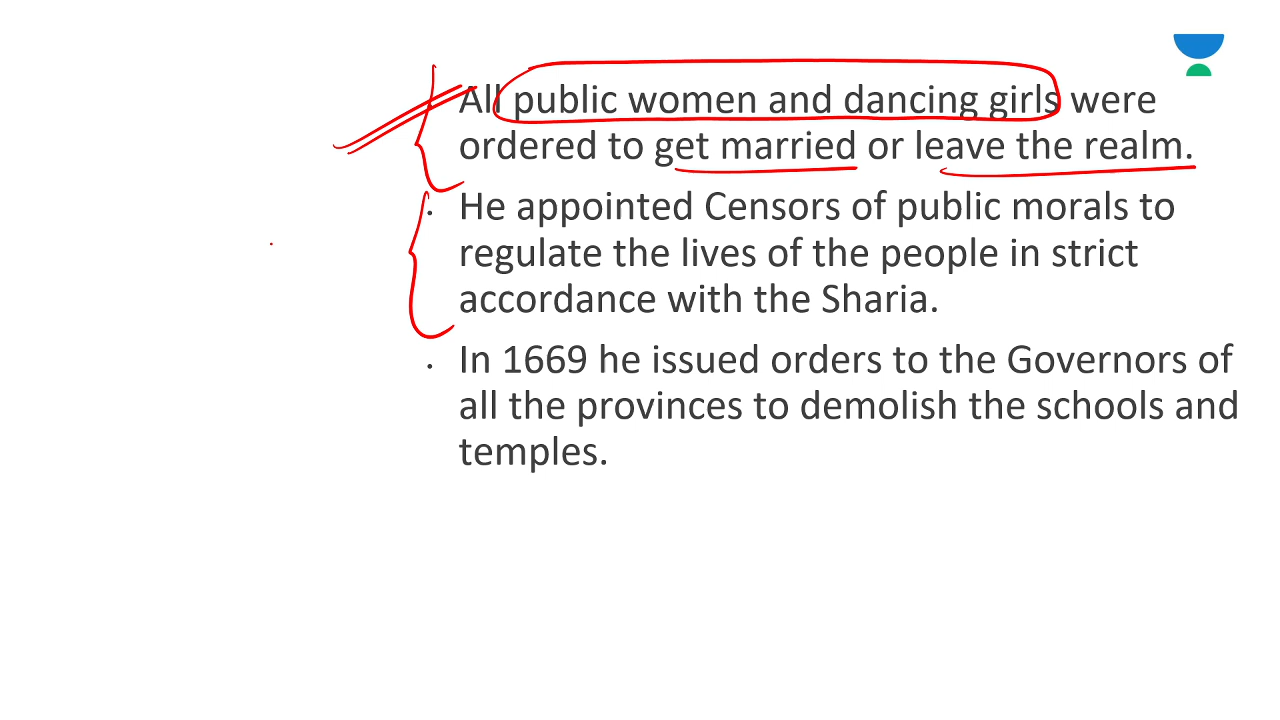 All public women and dancing girls were
ordered to get married or leave the realm.
• He appointed Censors of public morals to
regulate the lives of the people in strict
accordance with the Sharia.
• In 1669 he issued orders to the Governors of
all the provinces to demolish the schools and
temples.